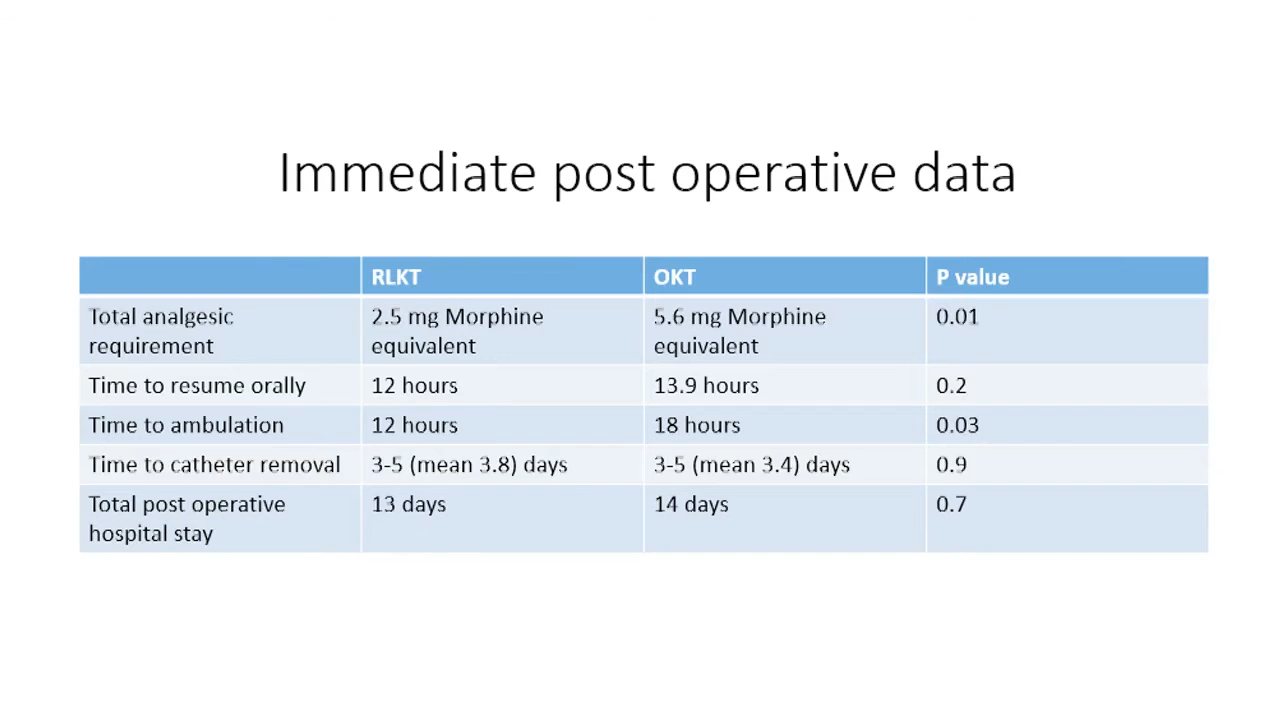 Immediate post operative data
RLKT OKT P value
Total analgesic requirement 2.5 mg Morphine equivalent 5.6 mg Morphine equivalent 0.01
Time to resume orally 12 hours 13.9 hours 0.2
Time to ambulation 12 hours 18 hours 0.03
Time to catheter removal 3-5 (mean 3.8) days 3-5 (mean 3.4) days 0.9
Total post operative hospital stay 13 days 14 days 0.7